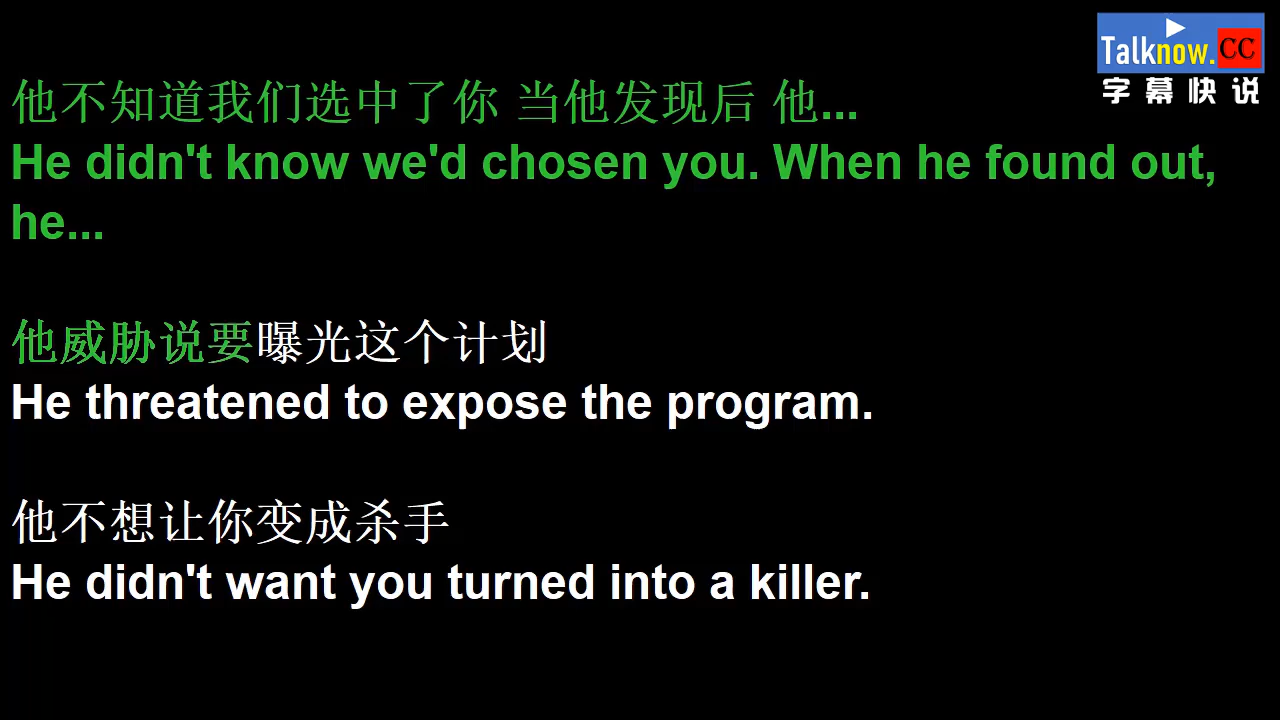 Talknow.CC
字幕快说
他不知道我们选中了你 当他发现后 他...
He didn't know we'd chosen you. When he found out,
he...
他威胁说要曝光这个计划
He threatened to expose the program.
他不想让你变成杀手
He didn't want you turned into a killer.